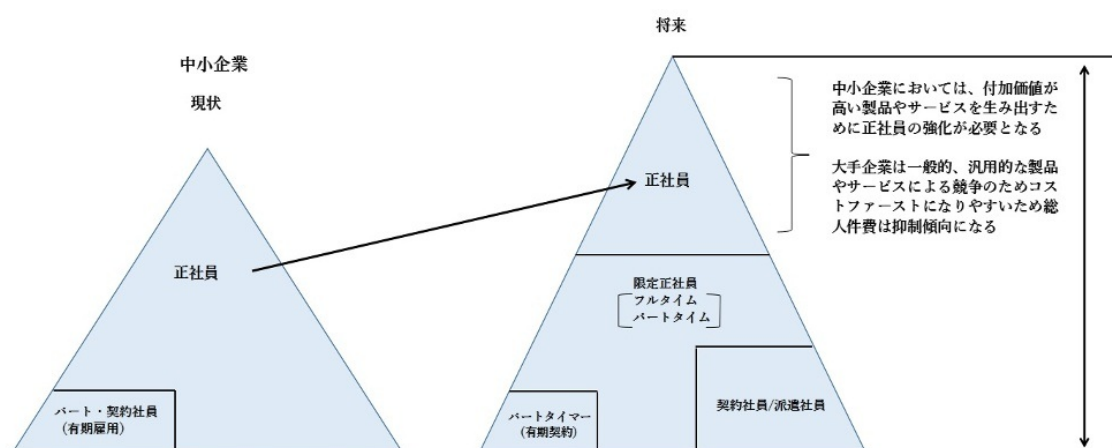 中小企業
現状
正社員
パート・契約社員
(有期雇用)
将来
正社員
限定正社員
フルタイム
パートタイム
パートタイマー
(有期契約)
契約社員/派遣社員
中小企業においては、付加価値が
高い製品やサービスを生み出すた
めに正社員の強化が必要となる
大手企業は一般的、汎用的な製品
やサービスによる競争のためコス
トファーストになりやすいため総
人件費は抑制傾向になる